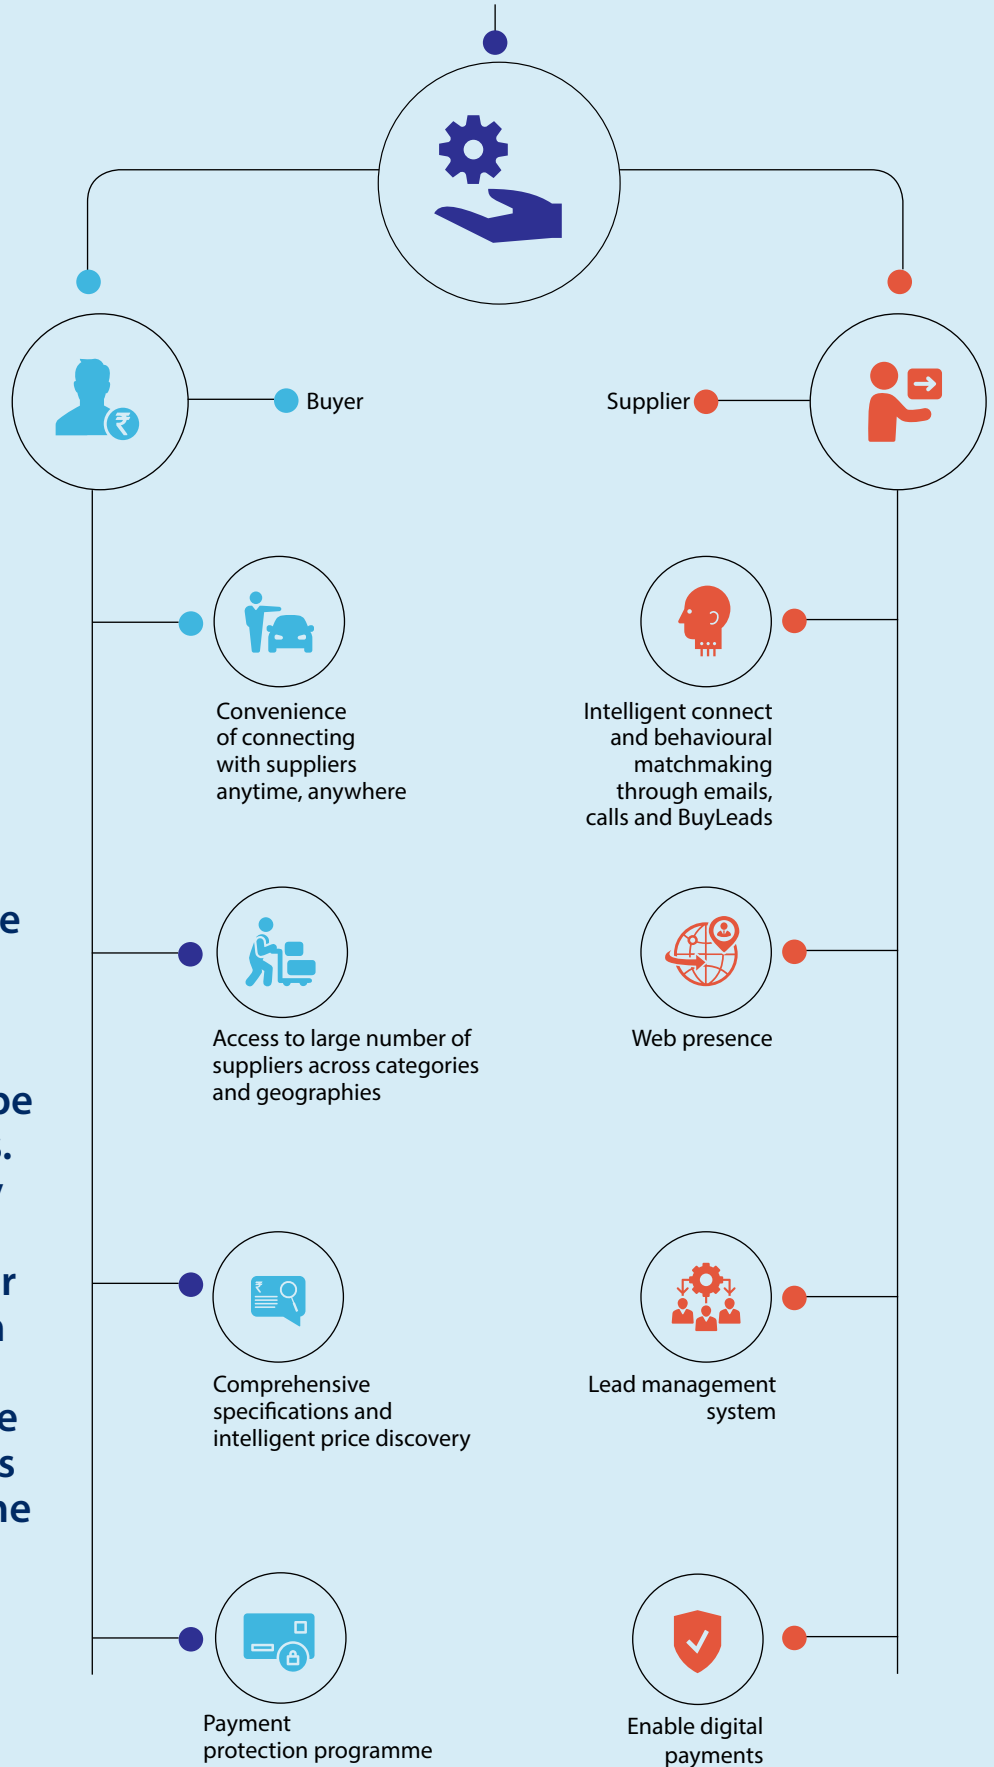 Buyer
Supplier
Convenience
of connecting
with suppliers
anytime, anywhere
Intelligent connect
and behavioural
matchmaking
through emails,
calls and BuyLeads
Access to large number of
suppliers across categories
and geographies
Web presence
Comprehensive
specifications and
intelligent price discovery
Lead management
system
Payment
protection programme
Enable digital
payments